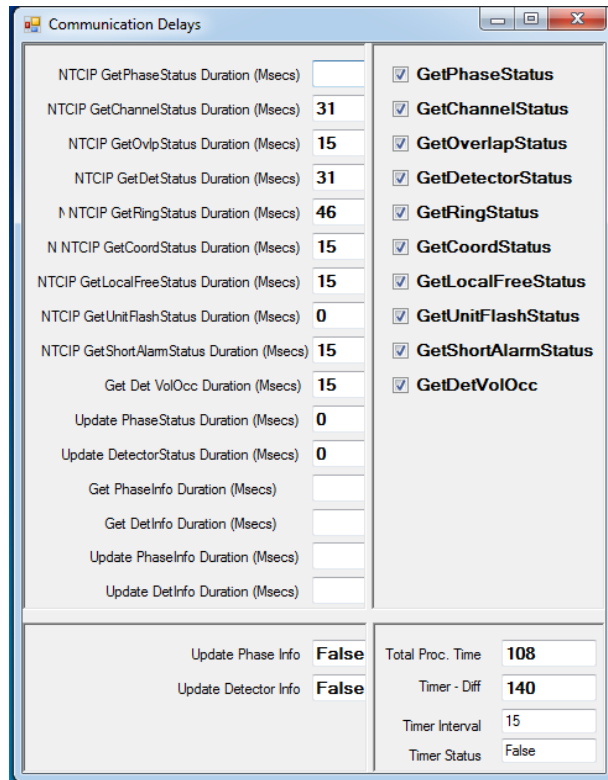 Communication Delays
NTCIP GetPhaseStatus Duration (Msecs)
GetPhaseStatus
NTCIP GetChannelStatus Duration (Msecs) 31
GetChannelStatus
NTCIP GetOvlpStatus Duration (Msecs) 15
GetOverlapStatus
NTCIP GetDetStatus Duration (Msecs) 31
GetDetectorStatus
N NTCIP GetRingStatus Duration (Msecs) 46
GetRingStatus
N NTCIP GetCoordStatus Duration (Msecs) 15
GetCoordStatus
NTCIP GetLocalFreeStatus Duration (Msecs) 15
GetLocalFreeStatus
NTCIP GetUnitFlashStatus Duration (Msecs) 0
GetUnitFlashStatus
NTCIP GetShortAlarmStatus Duration (Msecs) 15
GetShortAlarmStatus
Get Det VolOcc Duration (Msecs) 15
GetDetVolOcc
Update PhaseStatus Duration (Msecs) 0
Update DetectorStatus Duration (Msecs) 0
Get PhaseInfo Duration (Msecs)
Get DetInfo Duration (Msecs)
Update PhaseInfo Duration (Msecs)
Update DetInfo Duration (Msecs)
Update Phase Info False
Update Detector Info False
Total Proc. Time 108
Timer - Diff 140
Timer Interval 15
Timer Status False